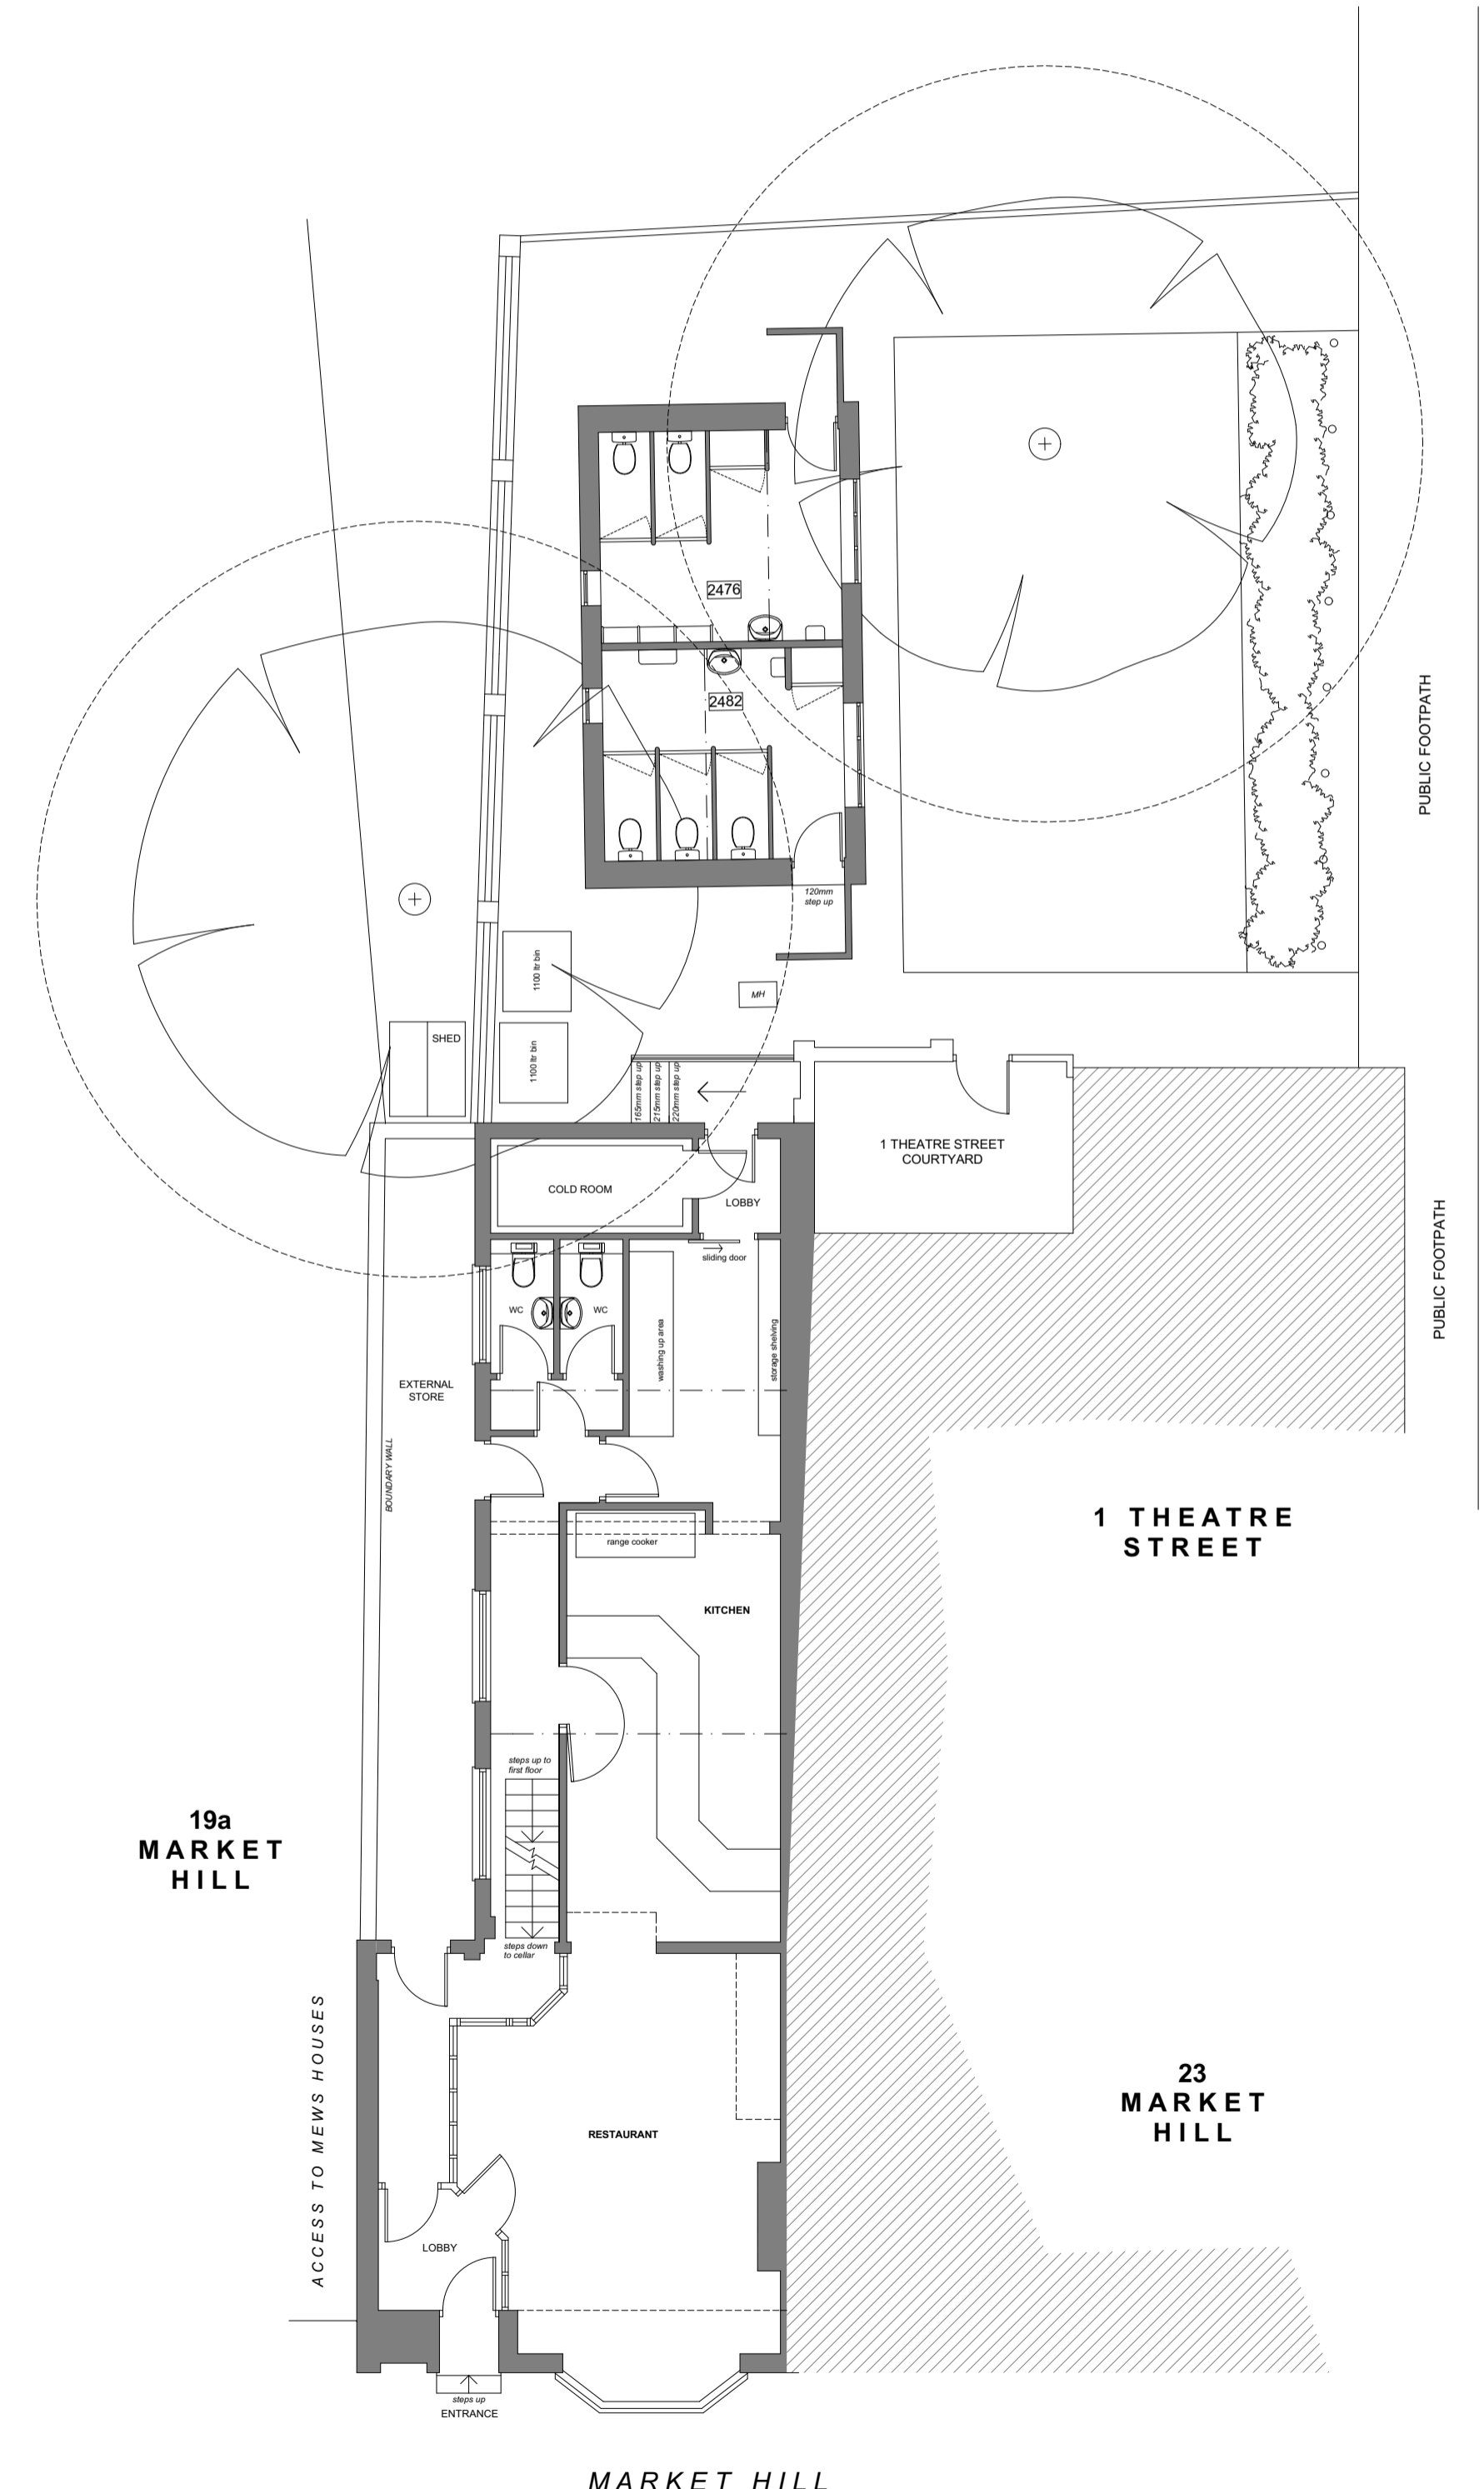 2476
2482
PUBLIC FOOTPATH
120mm
step up
1100 ltr bin
MH
SHED
1100 ltr bin
165mm step up
215mm step up
220mm step up
1 THEATRE STREET
COURTYARD
COLD ROOM
LOBBY
sliding door
PUBLIC FOOTPATH
WC
WC
washing up area
storage shelving
EXTERNAL
STORE
BOUNDARY WALL
1 THEATRE
STREET
range cooker
KITCHEN
steps up to
first floor
19a
MARKET
HILL
steps down
to cellar
ACCESS TO MEWS HOUSES
23
MARKET
HILL
RESTAURANT
LOBBY
steps up
ENTRANCE
MARKET HILL